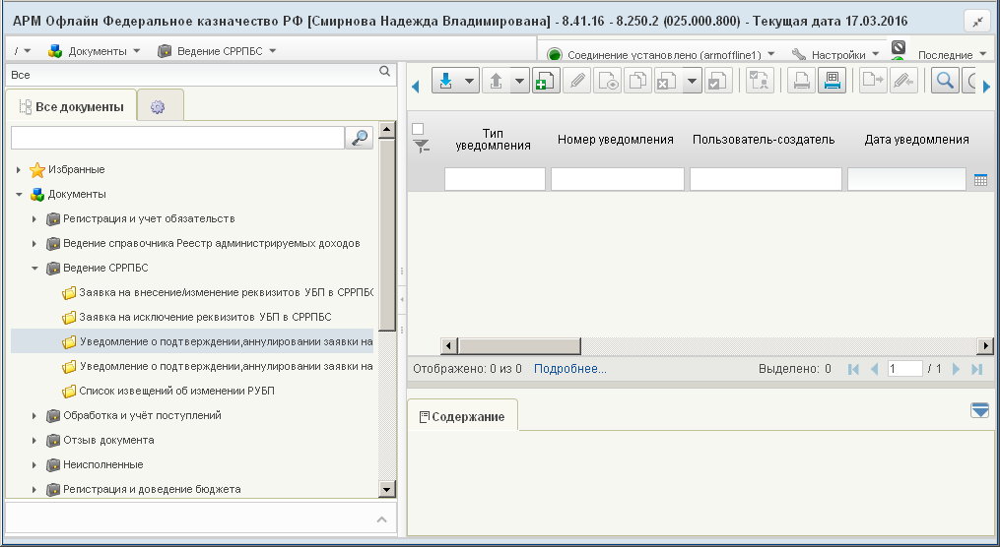 АРМ Офлайн Федеральное казначество РФ [Смирнова Надежда Владимировна] - 8.41.16 - 8.250.2 (025.000.800) - Текущая дата 17.03.2016
/ Документы Ведение СРРПБС
Соединение установлено (armoffline1) Настройки Последние
Все
Все документы
Избранные
Документы
Регистрация и учет обязательств
Ведение справочника Реестр администрируемых доходов
Ведение СРРПБС
Заявка на внесение/изменение реквизитов УБП в СРРПБС
Заявка на исключение реквизитов УБП в СРРПБС
Уведомление о подтверждении,аннулировании заявки на
Уведомление о подтверждении,аннулировании заявки на
Список извещений об изменении РУБП
Обработка и учёт поступлений
Отзыв документа
Неисполненные
Регистрация и доведение бюджета
Тип
уведомления
Номер уведомления
Пользователь-создатель
Дата уведомления
Отображено: 0 из 0 Подробнее... Выделено: 0 1 / 1
Содержание